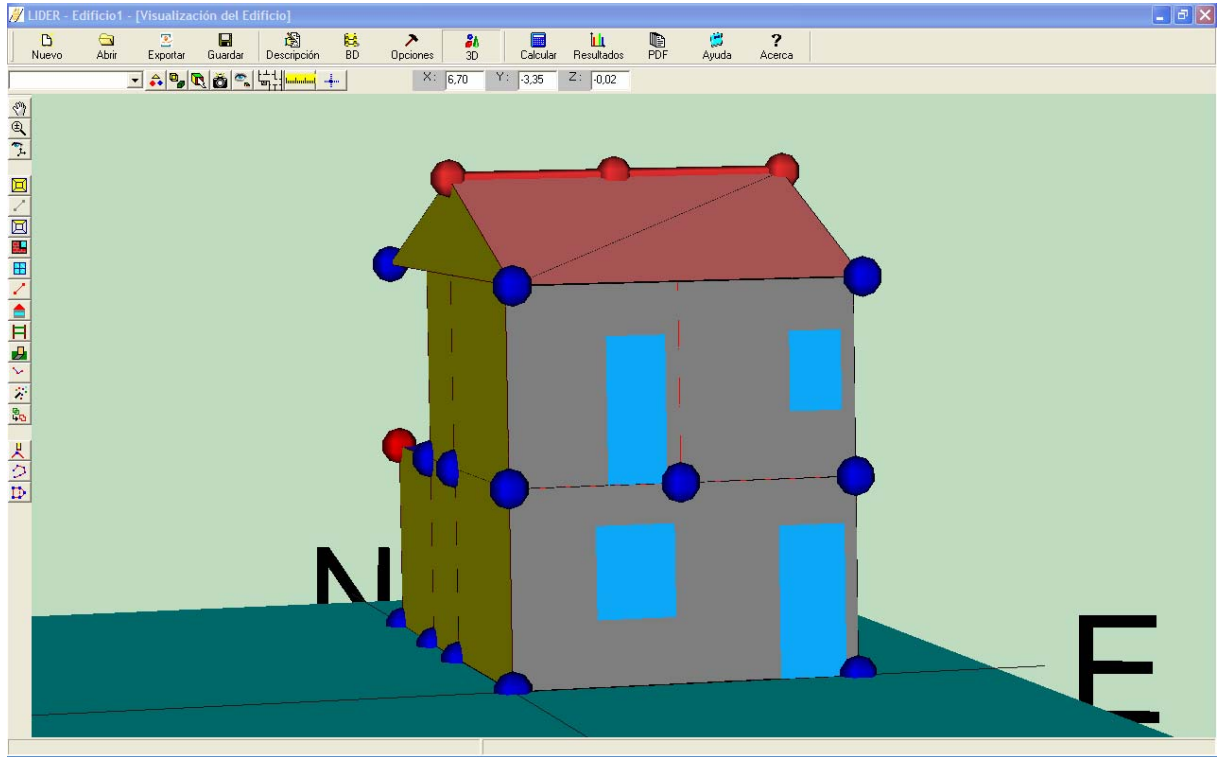 LIDER - Edificio1 - [Visualización del Edificio]
Nuevo Abrir Exportar Guardar Descripción BD Opciones 3D Calcular Resultados PDF Ayuda Acerca
X: 6,70 Y: -3,35 Z: -0,02
N
E